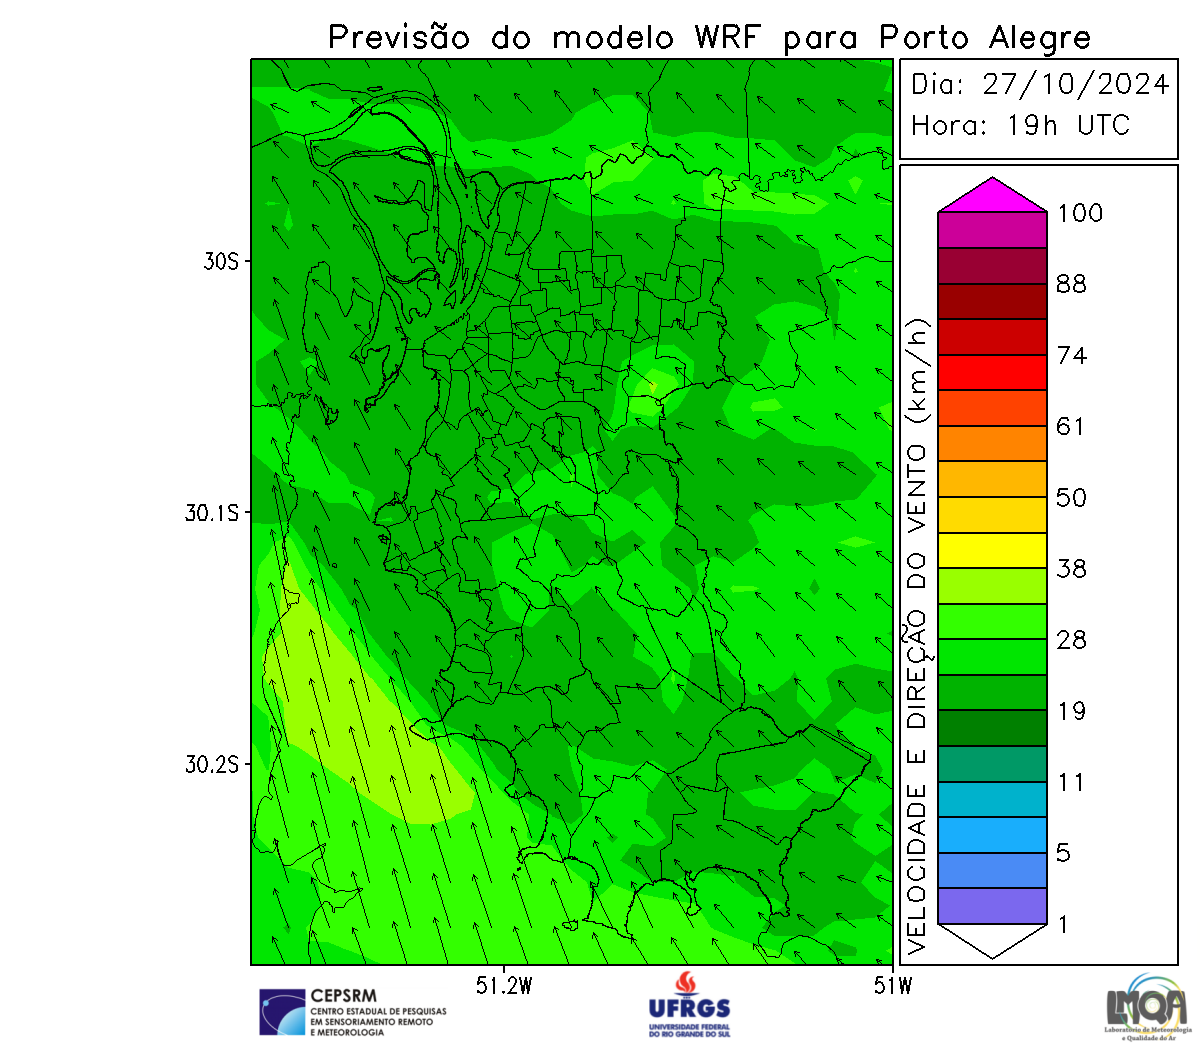 Previsão do modelo WRF para Porto Alegre
Dia: 27/10/2024
Hora: 19h UTC
100
88
74
61
50
38
28
19
11
5
1
VELOCIDADE E DIREÇÃO DO VENTO (km/h)
30S
30.1S
30.2S
51.2W
51W
CEPSRM
CENTRO ESTADUAL DE PESQUISAS
EM SENSORIAMENTO REMOTO
E METEOROLOGIA
UFRGS
UNIVERSIDADE FEDERAL
DO RIO GRANDE DO SUL
LMQA
Laboratório de Meteorologia
e Qualidade do Ar